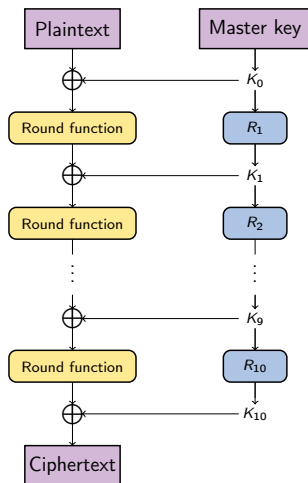 Plaintext Master key
K₀
Round function R₁
K₁
Round function R₂
⋮ ⋮
K₉
Round function R₁₀
K₁₀
Ciphertext